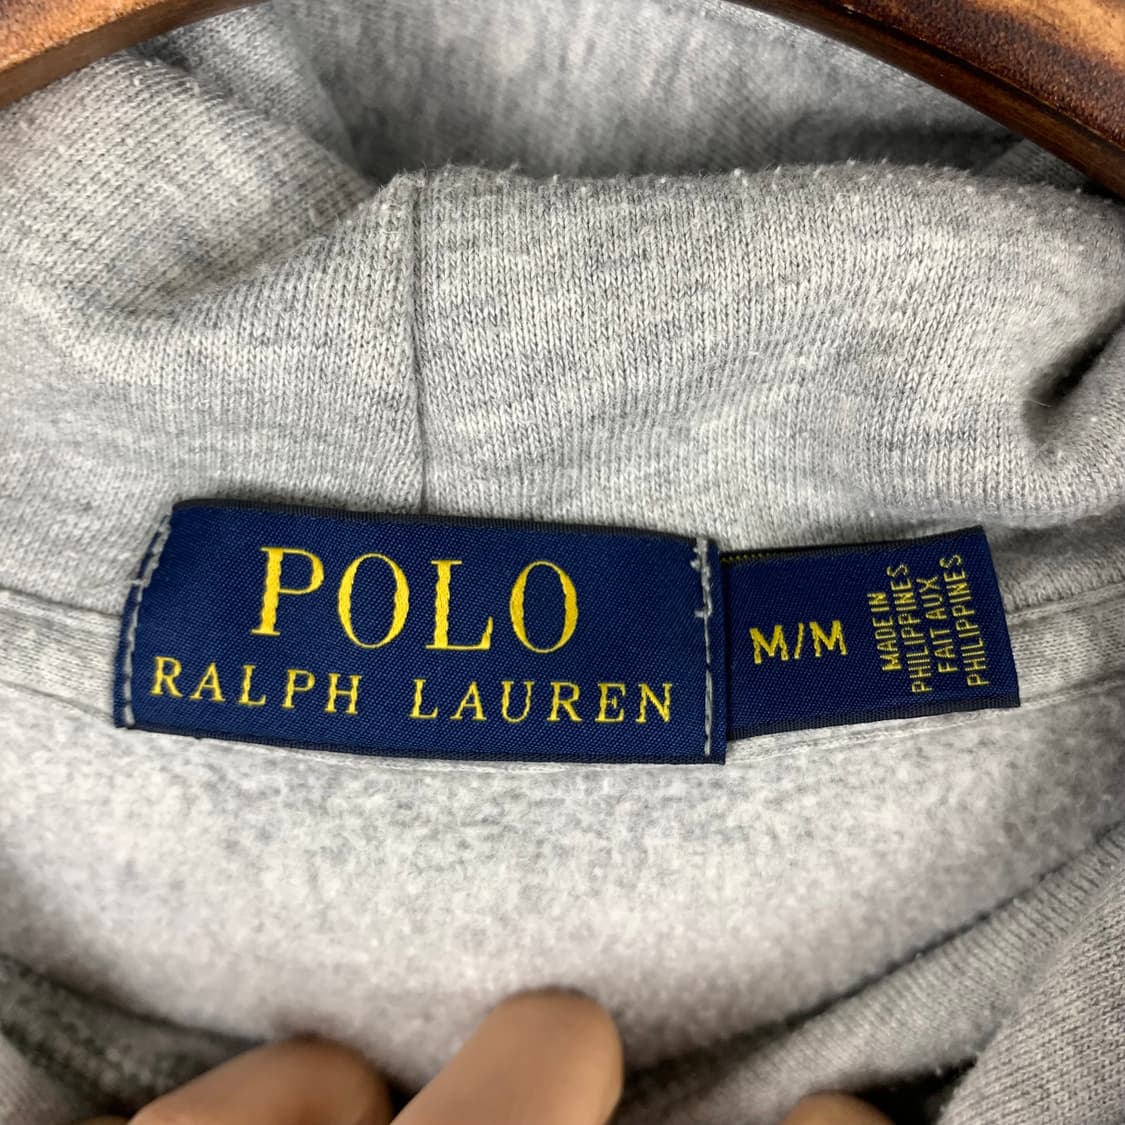 POLO
RALPH LAUREN
M/M
MADE IN
PHILIPPINES
FAIT AUX
PHILIPPINES